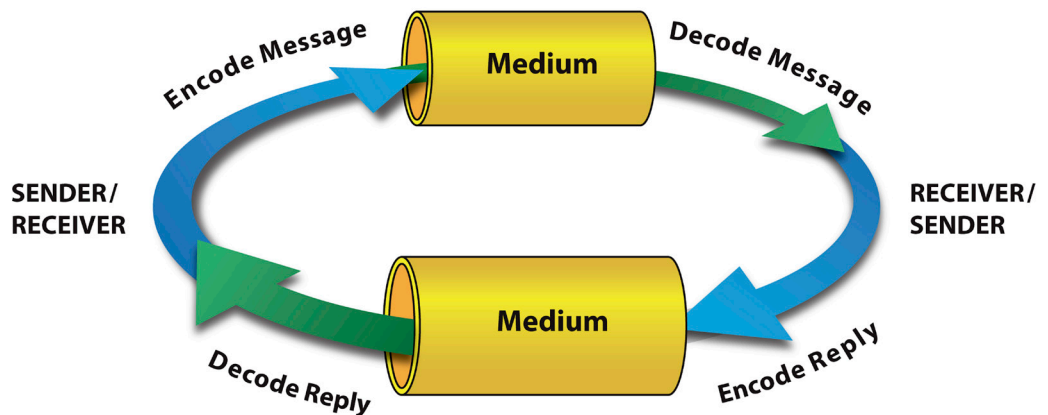 Encode Message
Medium
Decode Message
SENDER/
RECEIVER
RECEIVER/
SENDER
Medium
Decode Reply
Encode Reply